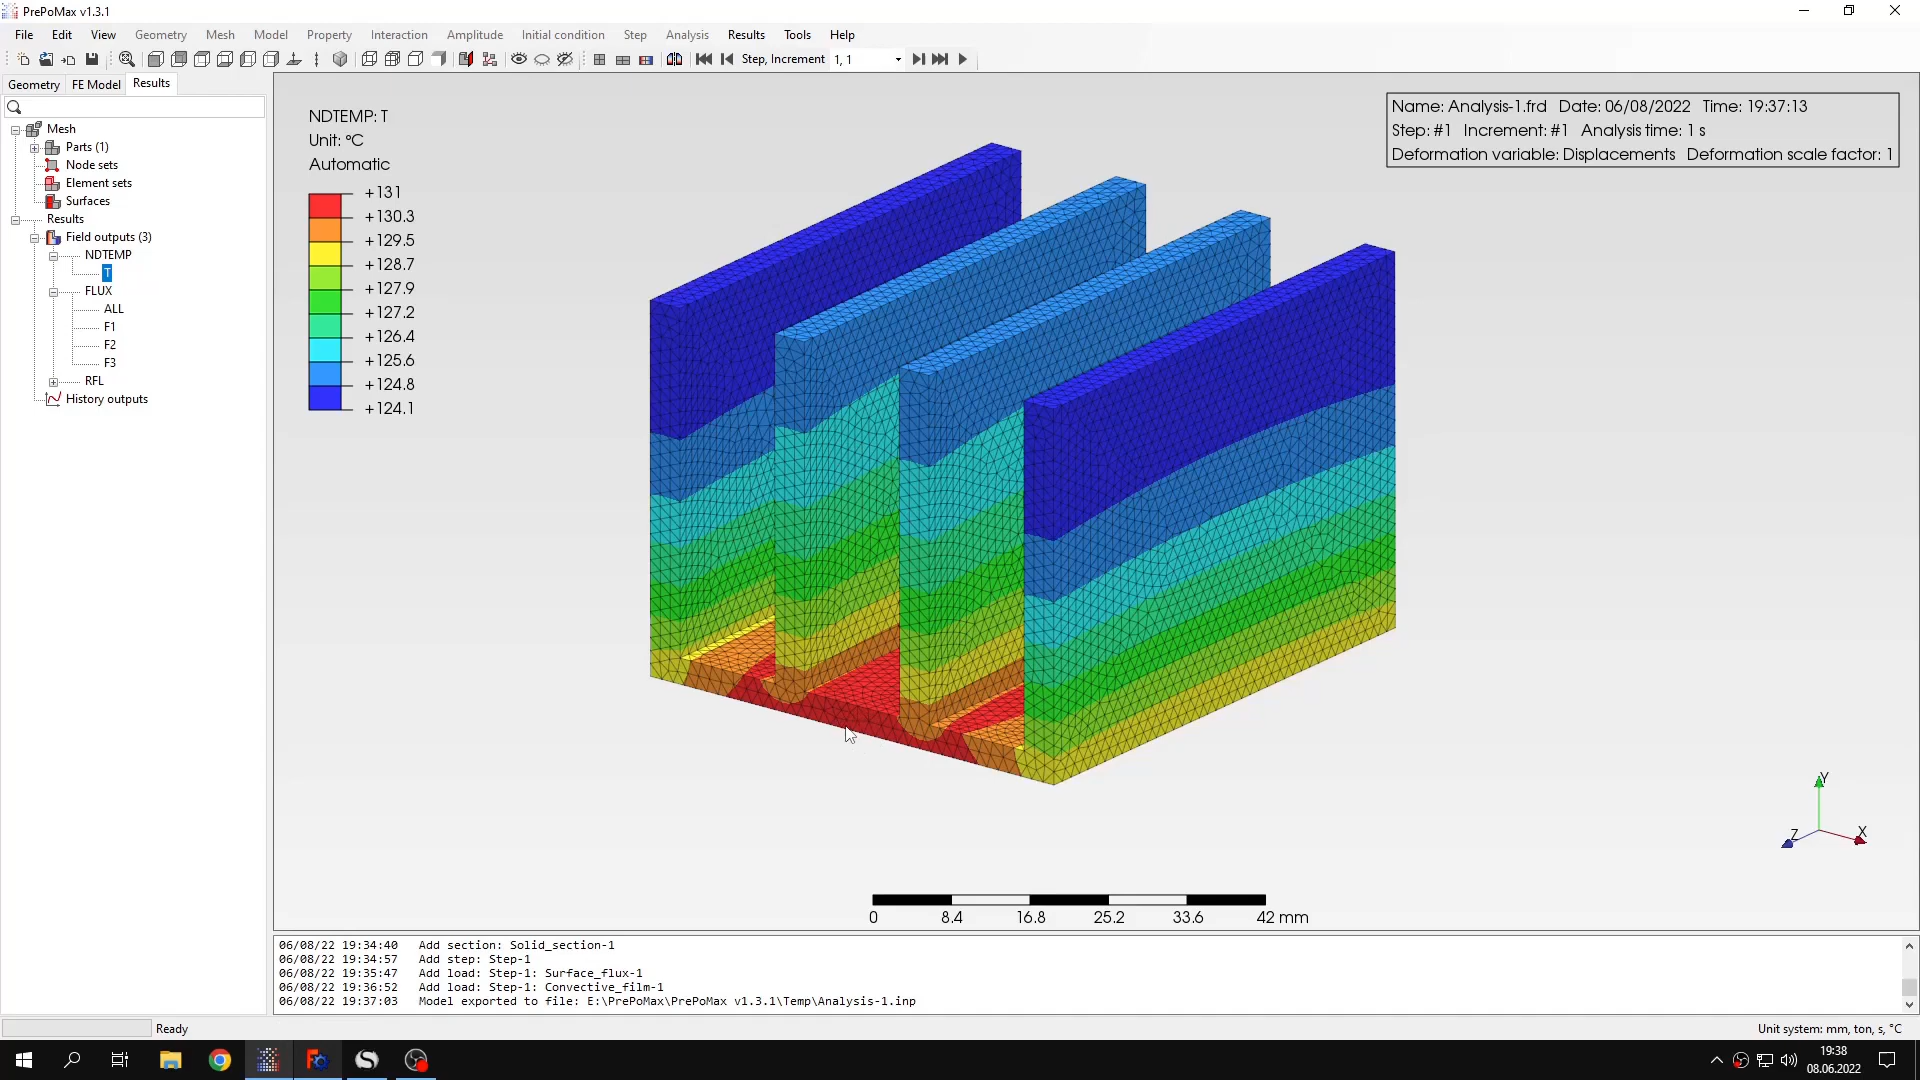 PrePoMax v1.3.1
File Edit View Geometry Mesh Model Property Interaction Amplitude Initial condition Step Analysis Results Tools Help
Step, Increment 1, 1
Geometry FE Model Results
Mesh
Parts (1)
Node sets
Element sets
Surfaces
Results
Field outputs (3)
NDTEMP
T
FLUX
ALL
F1
F2
F3
RFL
History outputs
NDTEMP: T
Unit: °C
Automatic
+131
+130.3
+129.5
+128.7
+127.9
+127.2
+126.4
+125.6
+124.8
+124.1
Name: Analysis-1.frd Date: 06/08/2022 Time: 19:37:13
Step: #1 Increment: #1 Analysis time: 1 s
Deformation variable: Displacements Deformation scale factor: 1
Y
Z X
0 8.4 16.8 25.2 33.6 42 mm
06/08/22 19:34:40 Add section: Solid_section-1
06/08/22 19:34:57 Add step: Step-1
06/08/22 19:35:47 Add load: Step-1: Surface_flux-1
06/08/22 19:36:52 Add load: Step-1: Convective_film-1
06/08/22 19:37:03 Model exported to file: E:\PrePoMax\PrePoMax v1.3.1\Temp\Analysis-1.inp
Ready
Unit system: mm, ton, s, °C
19:38
08.06.2022